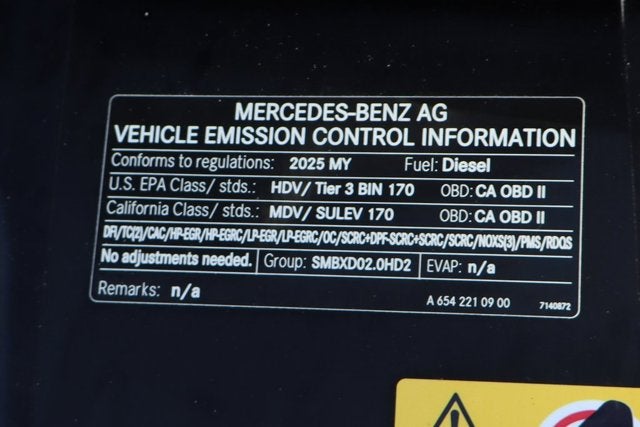 MERCEDES-BENZ AG
VEHICLE EMISSION CONTROL INFORMATION
Conforms to regulations: 2025 MY Fuel: Diesel
U.S. EPA Class/ stds.: HDV/ Tier 3 BIN 170 OBD: CA OBD II
California Class/ stds.: MDV/ SULEV 170 OBD: CA OBD II
DFI/TC(2)/CAC/HP-EGR/HP-EGRC/LP-EGR/LP-EGRC/OC/SCRC+DPF-SCRC+SCRC/SCRC/NOXS(3)/PMS/RDQS
No adjustments needed. Group: SMBXD02.0HD2 EVAP: n/a
Remarks: n/a A 654 221 09 00 7140872